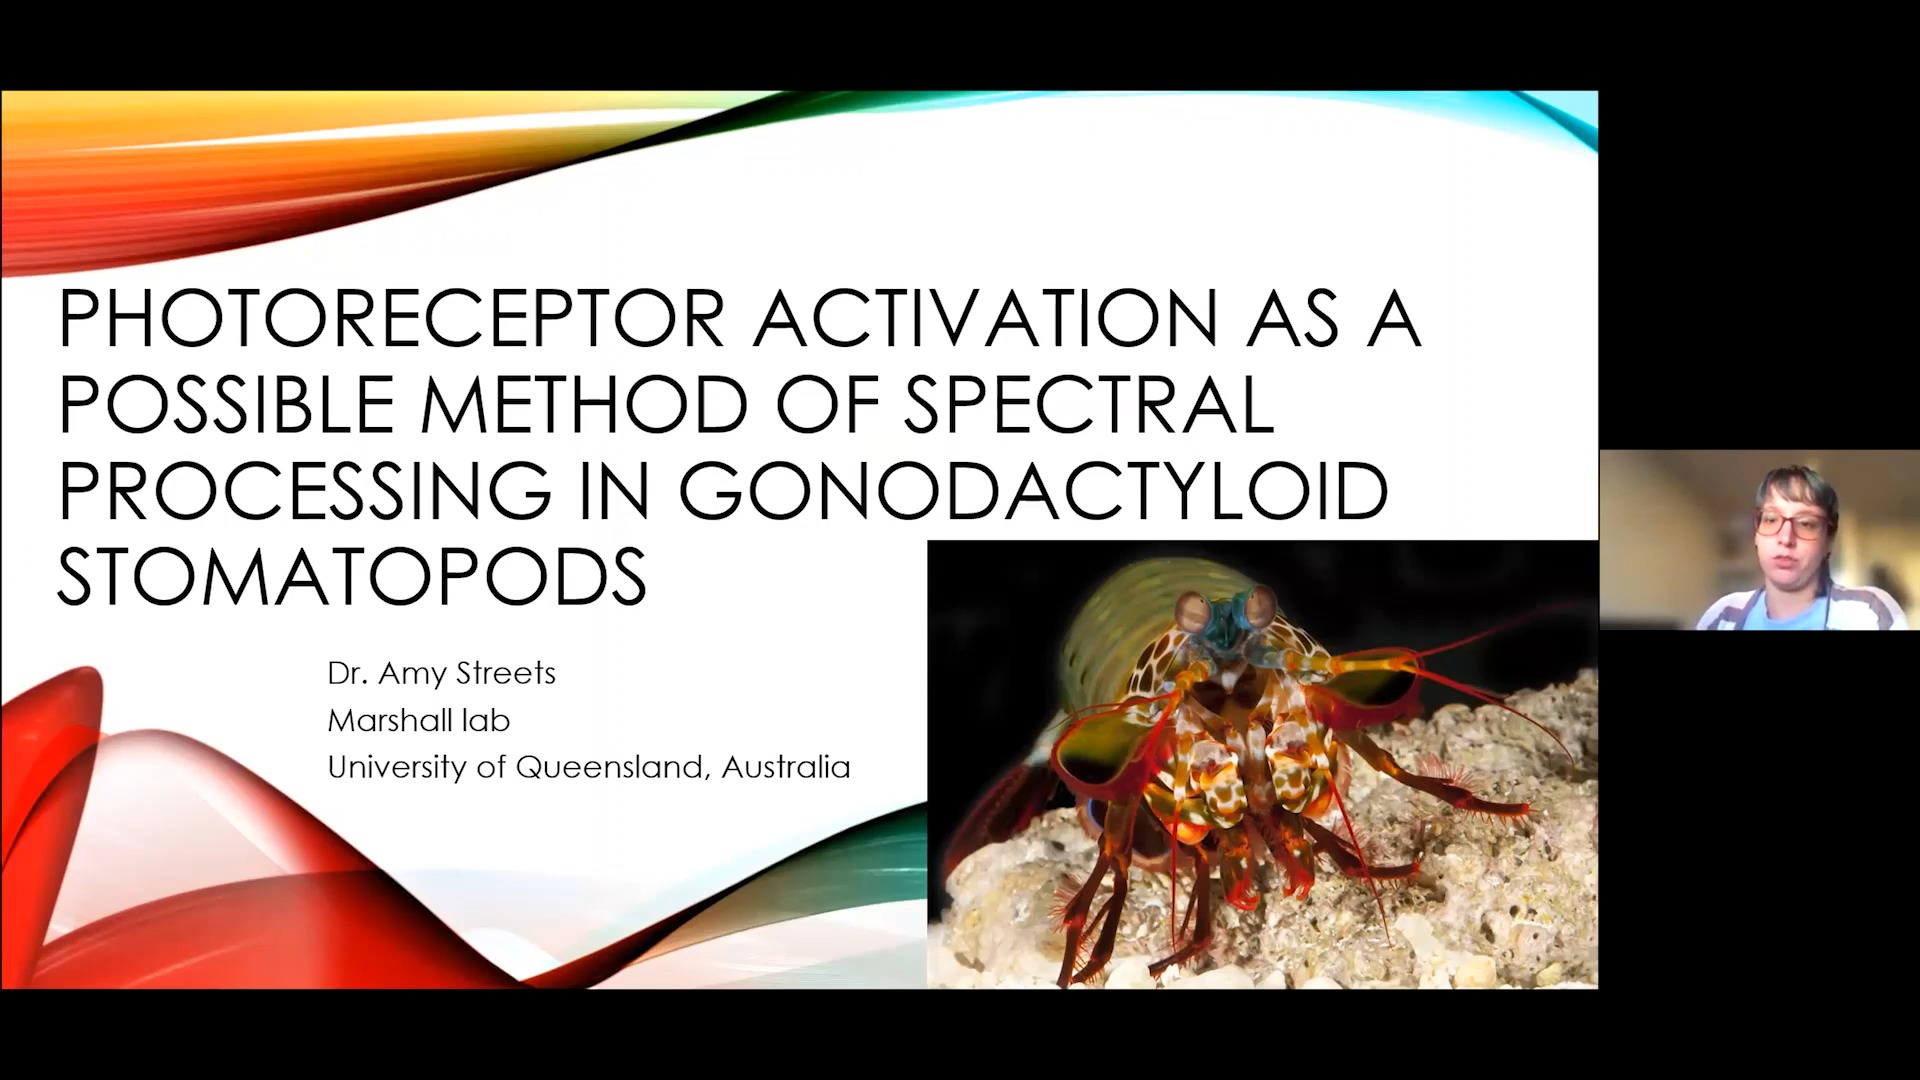 PHOTORECEPTOR ACTIVATION AS A
POSSIBLE METHOD OF SPECTRAL
PROCESSING IN GONODACTYLOID
STOMATOPODS
Dr. Amy Streets
Marshall lab
University of Queensland, Australia